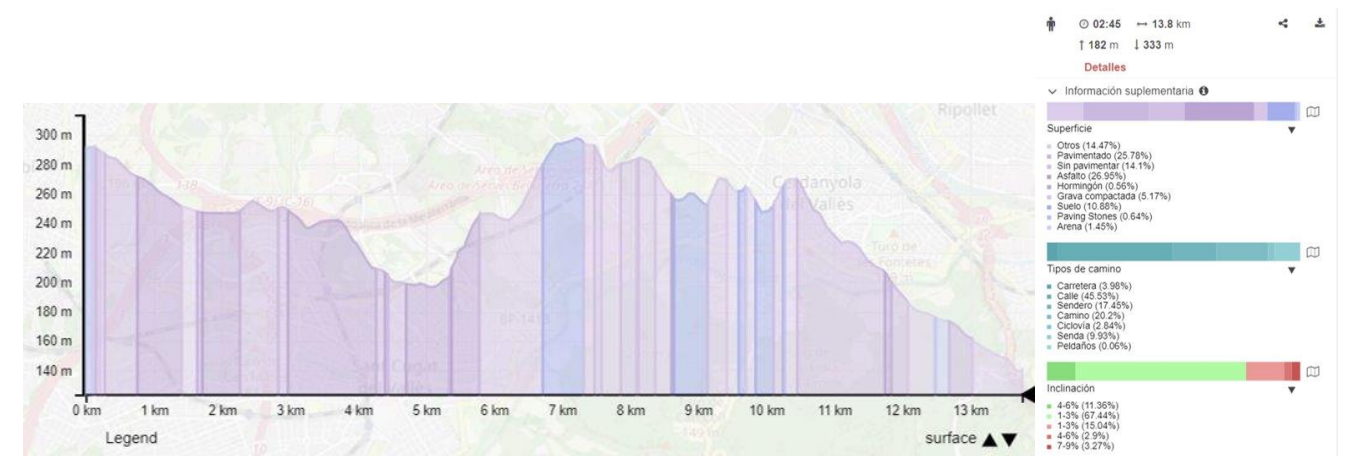 02:45 13.8 km
182 m 333 m
Detalles
Información suplementaria
Superficie
Otros (14.47%)
Pavimentado (25.78%)
Sin pavimentar (14.1%)
Asfalto (26.95%)
Hormingón (0.56%)
Grava compactada (5.17%)
Suelo (10.88%)
Paving Stones (0.64%)
Arena (1.45%)
Tipos de camino
Carretera (3.98%)
Calle (45.53%)
Sendero (17.45%)
Camino (20.2%)
Ciclovía (2.84%)
Senda (9.93%)
Peldaños (0.06%)
Inclinación
4-6% (11.36%)
1-3% (67.44%)
1-3% (15.04%)
4-6% (2.9%)
7-9% (3.27%)
Ripollet
300 m
280 m
260 m
240 m
220 m
200 m
180 m
160 m
140 m
0 km 1 km 2 km 3 km 4 km 5 km 6 km 7 km 8 km 9 km 10 km 11 km 12 km 13 km
Legend surface